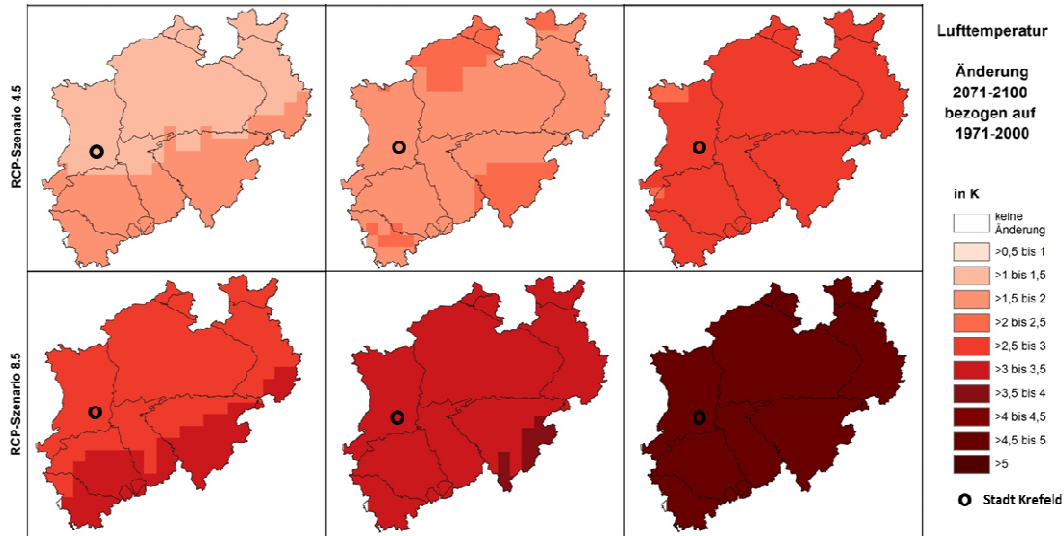 RCP-Szenario 4.5
RCP-Szenario 8.5
Lufttemperatur
Änderung
2071-2100
bezogen auf
1971-2000
in K
keine
Änderung
>0,5 bis 1
>1 bis 1,5
>1,5 bis 2
>2 bis 2,5
>2,5 bis 3
>3 bis 3,5
>3,5 bis 4
>4 bis 4,5
>4,5 bis 5
>5
Stadt Krefeld